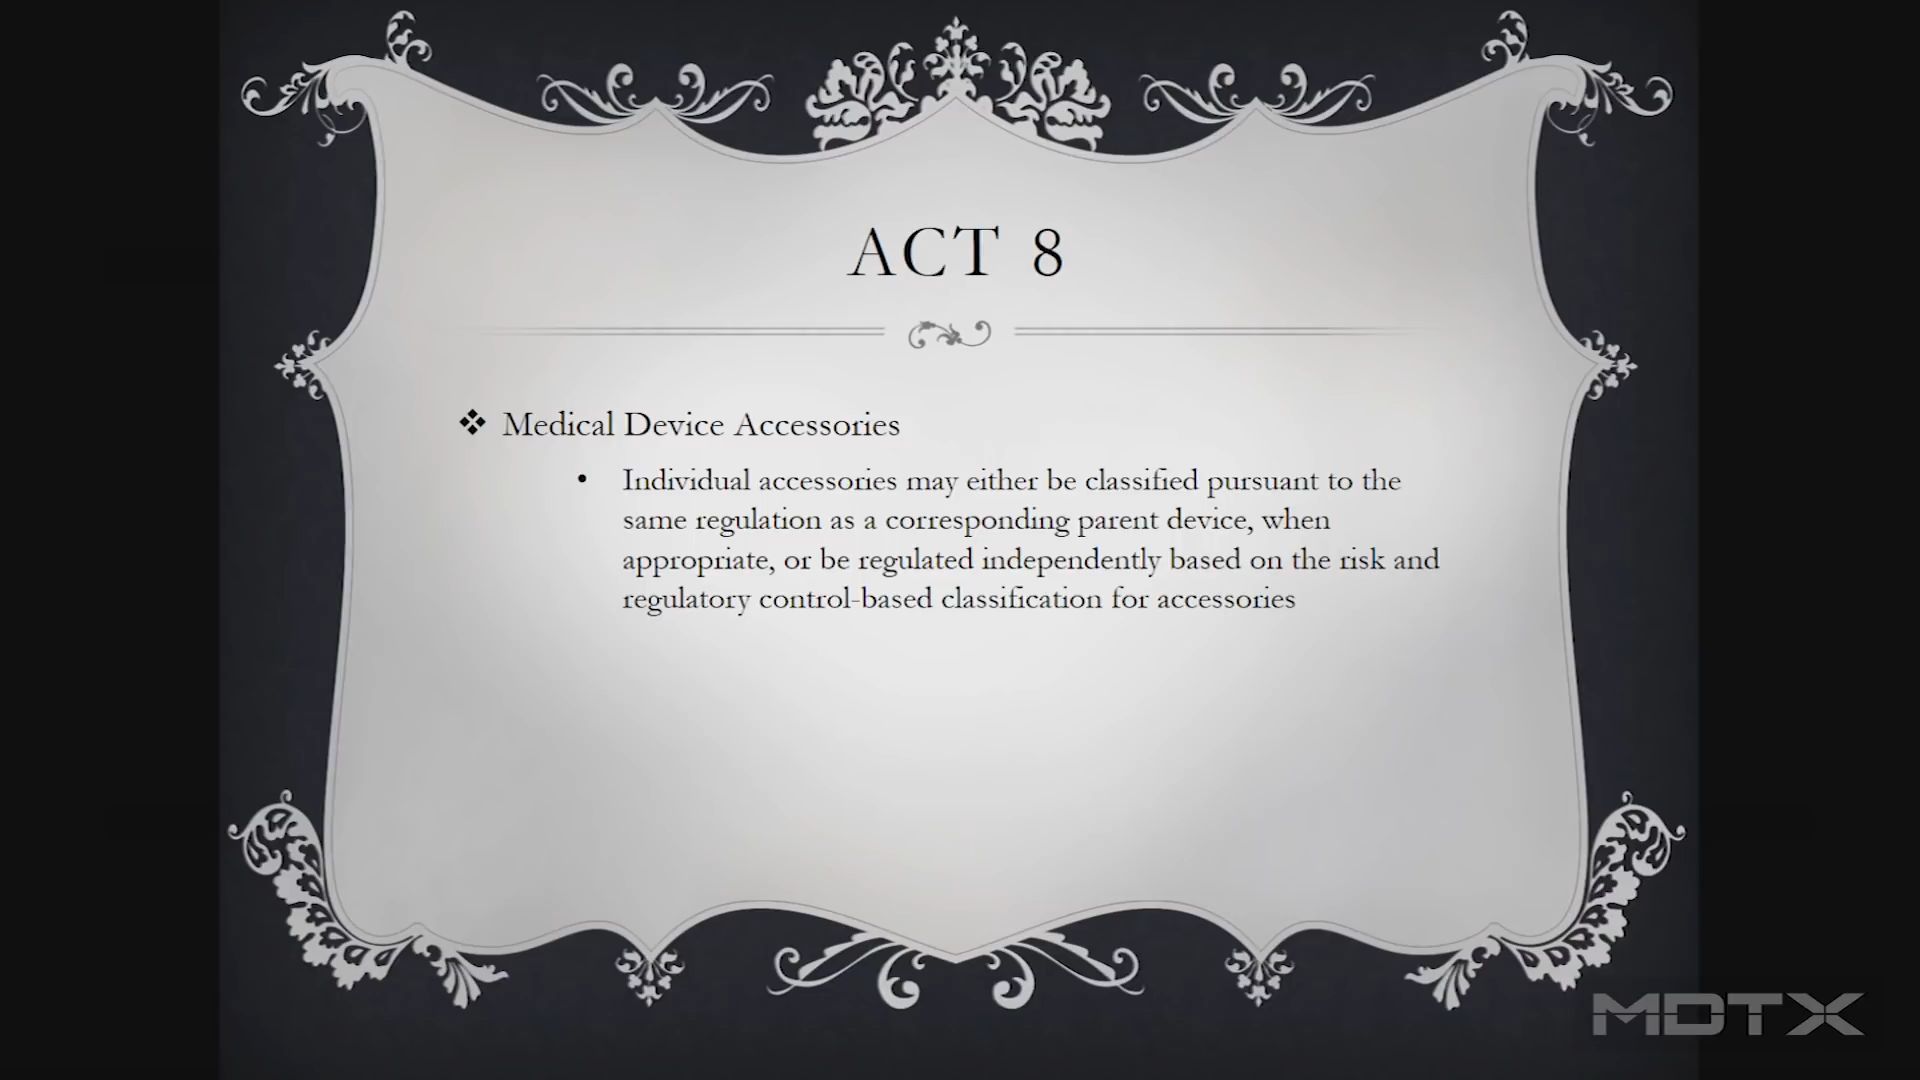 ACT 8
Medical Device Accessories
Individual accessories may either be classified pursuant to the
same regulation as a corresponding parent device, when
appropriate, or be regulated independently based on the risk and
regulatory control-based classification for accessories
MDTX